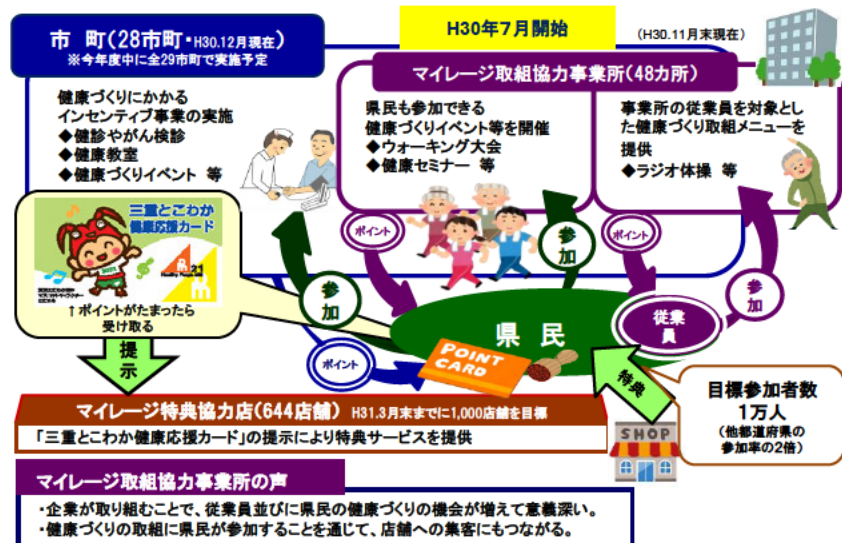 市 町(28市町・H30.12月現在)
※今年度中に全29市町で実施予定
H30年7月開始
(H30.11月末現在)
マイレージ取組協力事業所(48カ所)
健康づくりにかかる
インセンティブ事業の実施
◆健診やがん検診
◆健康教室
◆健康づくりイベント 等
県民も参加できる
健康づくりイベント等を開催
◆ウォーキング大会
◆健康セミナー 等
事業所の従業員を対象とし
た健康づくり取組メニューを
提供
◆ラジオ体操 等
三重とこわか
健康応援カード
↑ポイントがたまったら
受け取る
参加
ポイント
参加
ポイント
参加
県 民
従業員
POINT
CARD
ポイント
提示
特典
目標参加者数
1万人
(他都道府県の
参加率の2倍)
SHOP
マイレージ特典協力店(644店舗) H31.3月末までに1,000店舗を目標
「三重とこわか健康応援カード」の提示により特典サービスを提供
マイレージ取組協力事業所の声
・企業が取り組むことで、従業員並びに県民の健康づくりの機会が増えて意義深い。
・健康づくりの取組に県民が参加することを通じて、店舗への集客にもつながる。